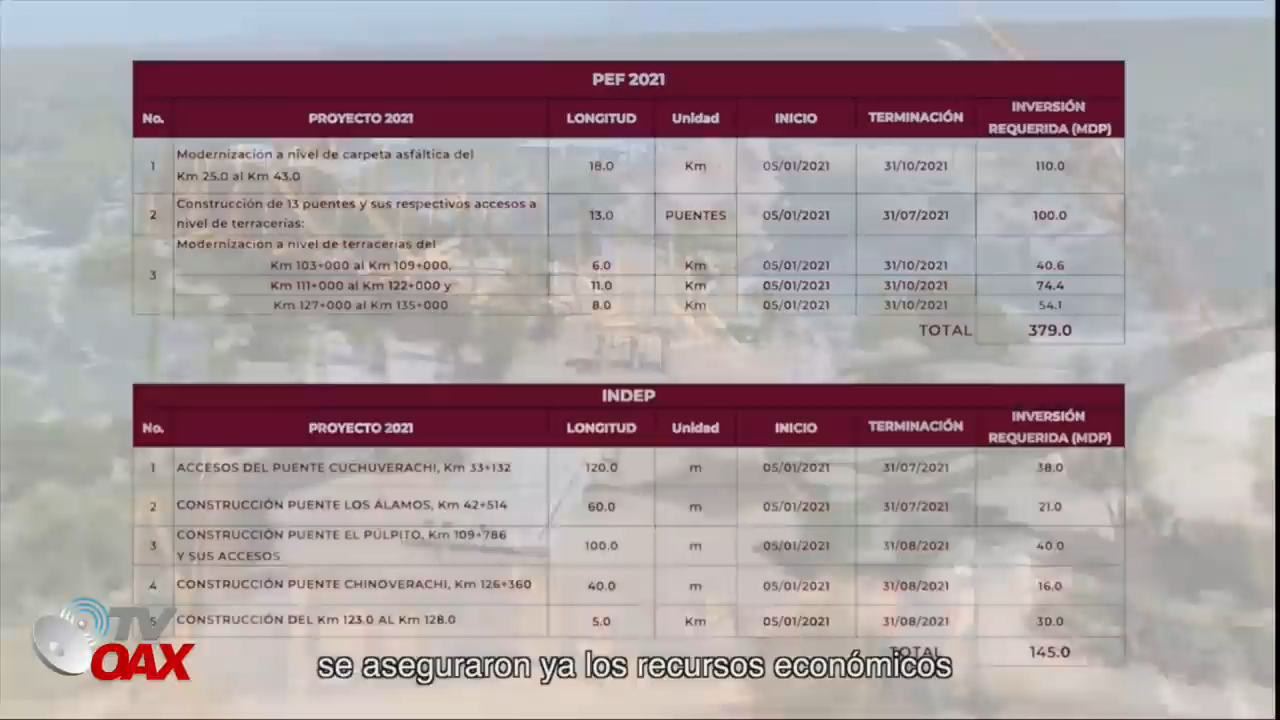 PEF 2021
No. PROYECTO 2021 LONGITUD Unidad INICIO TERMINACIÓN INVERSIÓN
REQUERIDA (MDP)
1 Modernización a nivel de carpeta asfáltica del
Km 25.0 al Km 43.0 18.0 Km 05/01/2021 31/10/2021 110.0
2 Construcción de 13 puentes y sus respectivos accesos a
nivel de terracerías: 13.0 PUENTES 05/01/2021 31/07/2021 100.0
3 Modernización a nivel de terracerías del
Km 103+000 al Km 109+000, 6.0 Km 05/01/2021 31/10/2021 40.6
Km 111+000 al Km 122+000 y 11.0 Km 05/01/2021 31/10/2021 74.4
Km 127+000 al Km 135+000 8.0 Km 05/01/2021 31/10/2021 54.1
TOTAL 379.0
INDEP
No. PROYECTO 2021 LONGITUD Unidad INICIO TERMINACIÓN INVERSIÓN
REQUERIDA (MDP)
1 ACCESOS DEL PUENTE CUCHUVERACHI, Km 33+132 120.0 m 05/01/2021 31/07/2021 38.0
2 CONSTRUCCIÓN PUENTE LOS ÁLAMOS, Km 42+514 60.0 m 05/01/2021 31/07/2021 21.0
3 CONSTRUCCIÓN PUENTE EL PÚLPITO, Km 109+786
Y SUS ACCESOS 100.0 m 05/01/2021 31/08/2021 40.0
4 CONSTRUCCIÓN PUENTE CHINOVERACHI, Km 126+360 40.0 m 05/01/2021 31/08/2021 16.0
5 CONSTRUCCIÓN DEL Km 123.0 AL Km 128.0 5.0 Km 05/01/2021 31/08/2021 30.0
TOTAL 145.0
TV
OAX
se aseguraron ya los recursos económicos